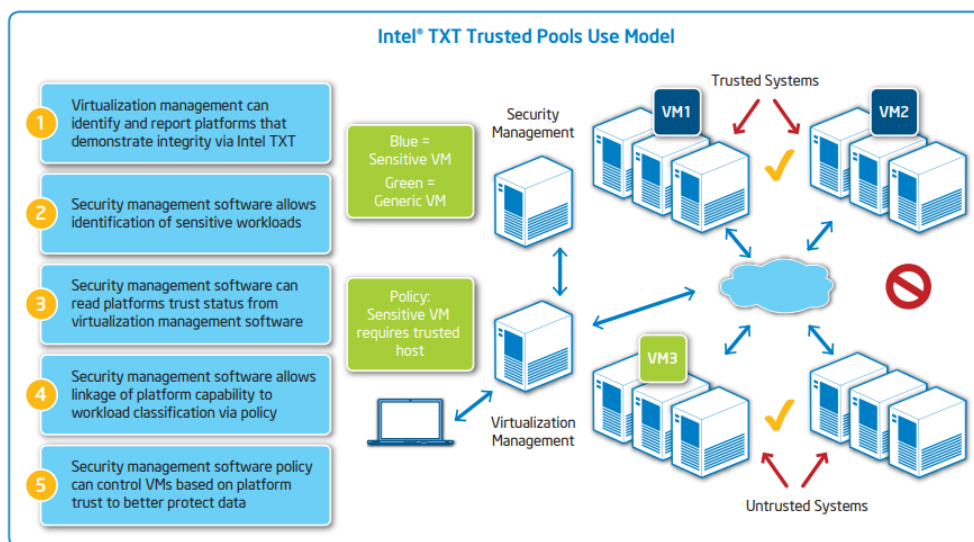 Intel® TXT Trusted Pools Use Model
1
Virtualization management can
identify and report platforms that
demonstrate integrity via Intel TXT
2
Security management software allows
identification of sensitive workloads
3
Security management software can
read platforms trust status from
virtualization management software
4
Security management software allows
linkage of platform capability to
workload classification via policy
5
Security management software policy
can control VMs based on platform
trust to better protect data
Blue =
Sensitive VM
Green =
Generic VM
Policy:
Sensitive VM
requires trusted
host
Security
Management
Virtualization
Management
Trusted Systems
VM1
VM2
VM3
Untrusted Systems